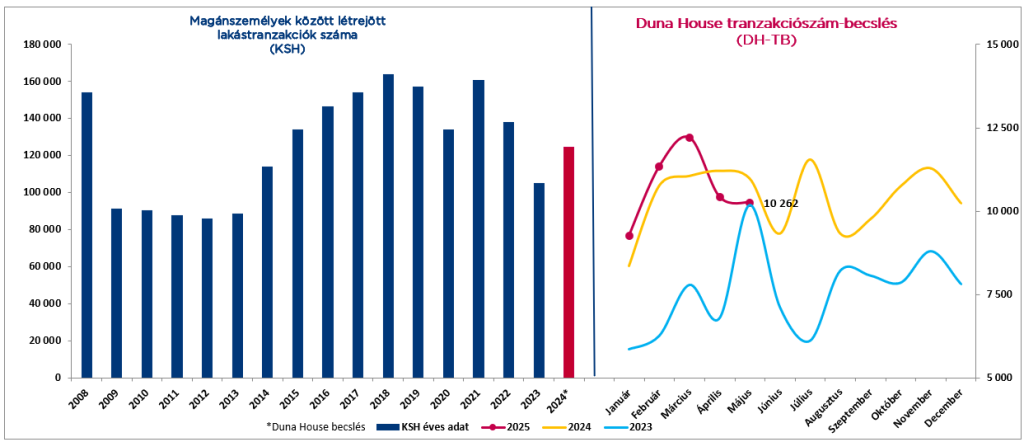 Magánszemélyek között létrejött
lakástranzakciók száma
(KSH)
180 000
160 000
140 000
120 000
100 000
80 000
60 000
40 000
20 000
0
2008
2009
2010
2011
2012
2013
2014
2015
2016
2017
2018
2019
2020
2021
2022
2023
2024*
Duna House tranzakciószám-becslés
(DH-TB)
15 000
12 500
10 000
7 500
5 000
10 262
Január
Február
Március
Április
Május
Június
Július
Augusztus
Szeptember
Október
November
December
*Duna House becslés
KSH éves adat
2025
2024
2023